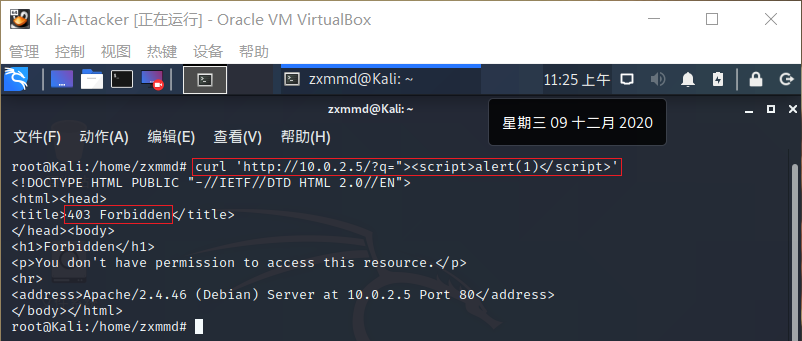 Kali-Attacker [正在运行] - Oracle VM VirtualBox
管理 控制 视图 热键 设备 帮助
zxmmd@Kali: ~ 11:25 上午
zxmmd@Kali: ~
星期三 09 十二月 2020
文件(F) 动作(A) 编辑(E) 查看(V) 帮助(H)
root@Kali:/home/zxmmd# curl 'http://10.0.2.5/?q="><script>alert(1)</script>'
<!DOCTYPE HTML PUBLIC "-//IETF//DTD HTML 2.0//EN">
<html><head>
<title>403 Forbidden</title>
</head><body>
<h1>Forbidden</h1>
<p>You don't have permission to access this resource.</p>
<hr>
<address>Apache/2.4.46 (Debian) Server at 10.0.2.5 Port 80</address>
</body></html>
root@Kali:/home/zxmmd#